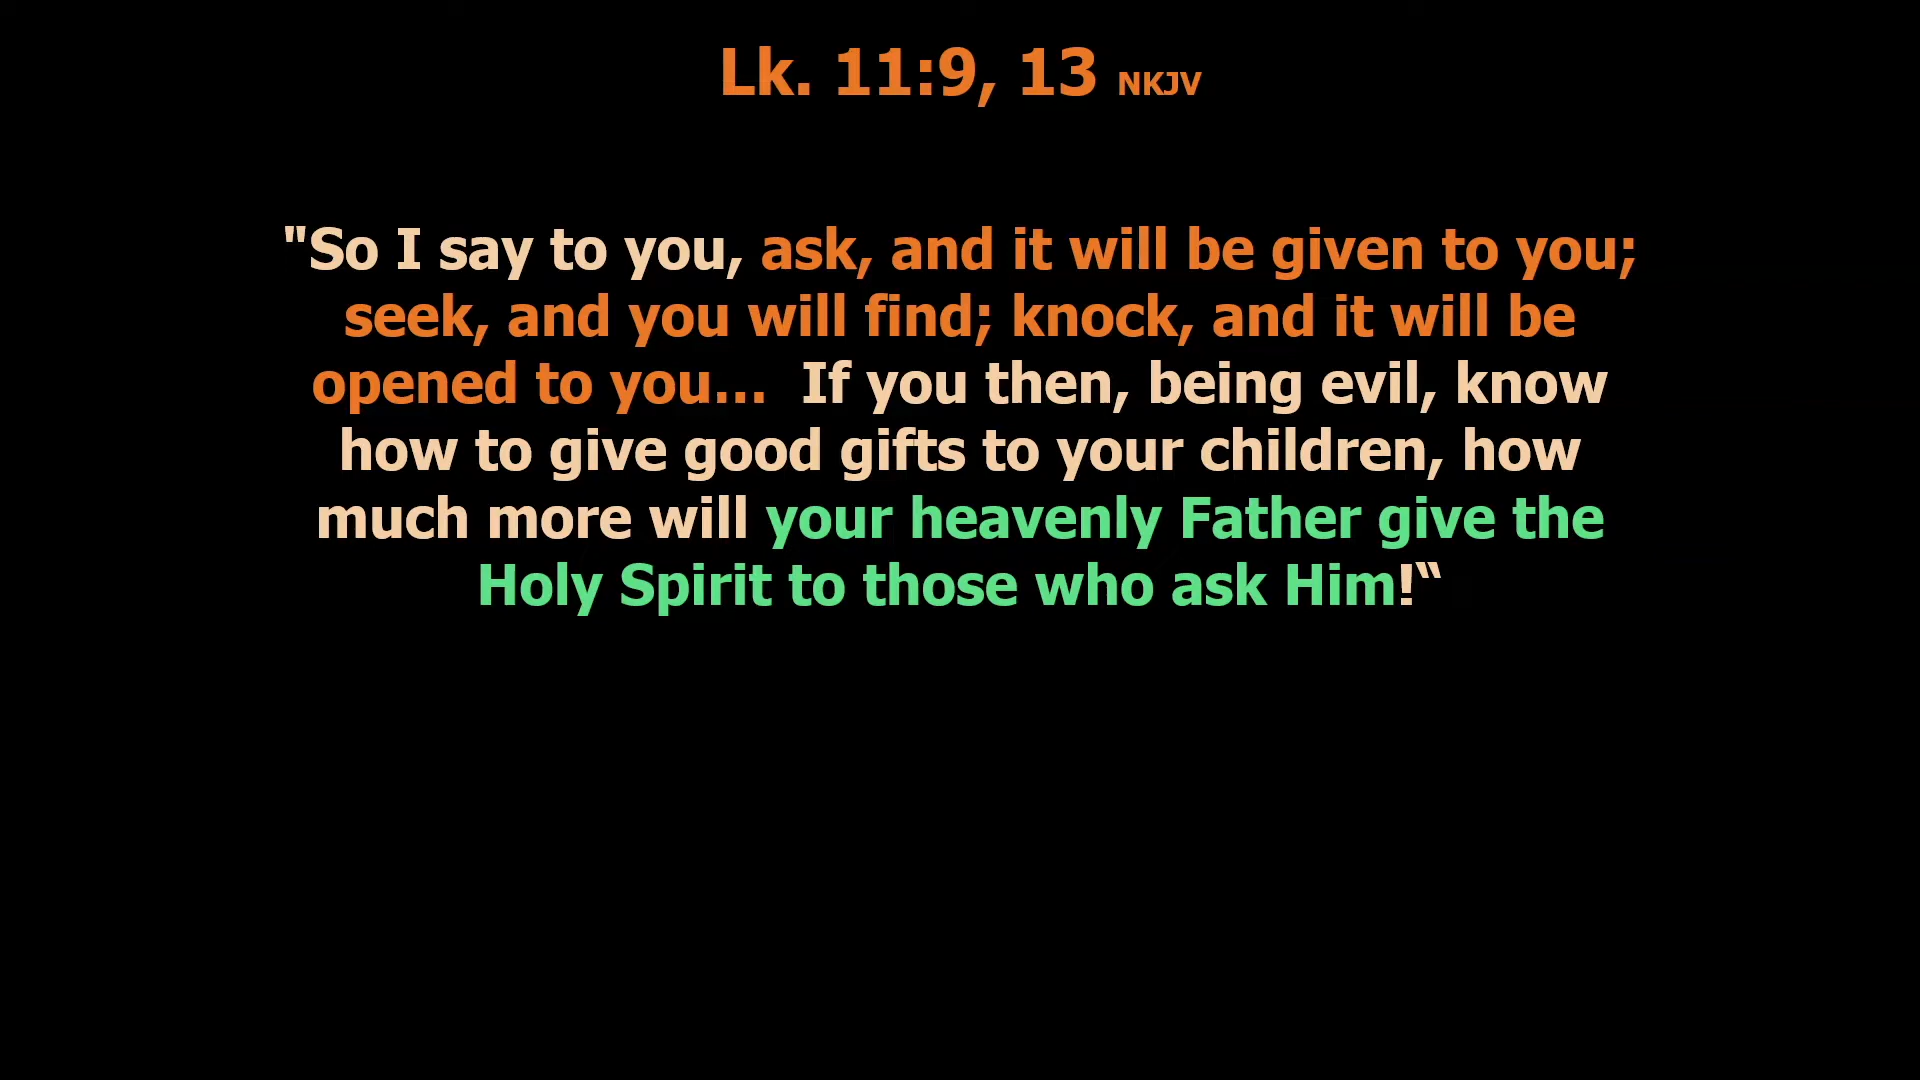 Lk. 11:9, 13 NKJV
"So I say to you, ask, and it will be given to you;
seek, and you will find; knock, and it will be
opened to you...  If you then, being evil, know
how to give good gifts to your children, how
much more will your heavenly Father give the
Holy Spirit to those who ask Him!“